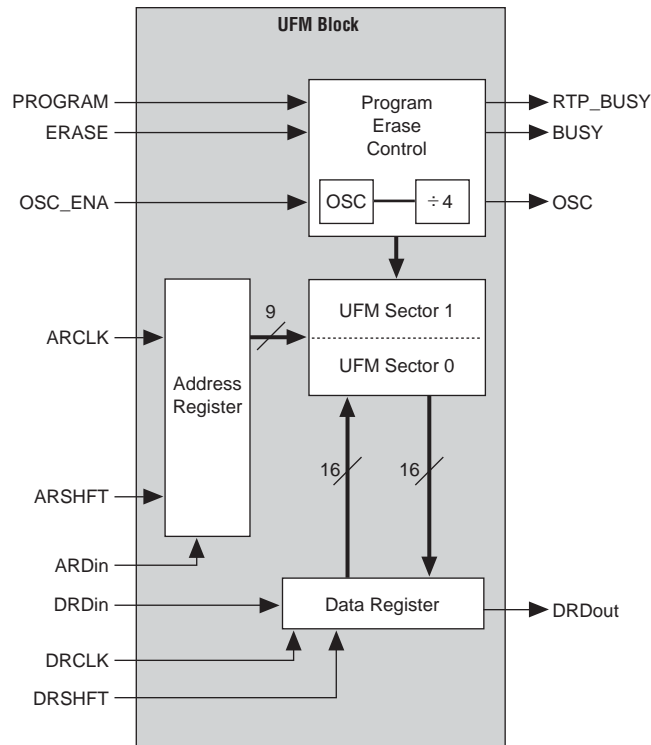 UFM Block
PROGRAM
ERASE
OSC_ENA
Program
Erase
Control
OSC
÷ 4
RTP_BUSY
BUSY
OSC
UFM Sector 1
UFM Sector 0
9
ARCLK
Address
Register
ARSHFT
ARDin
16
16
DRDin
Data Register
DRDout
DRCLK
DRSHFT